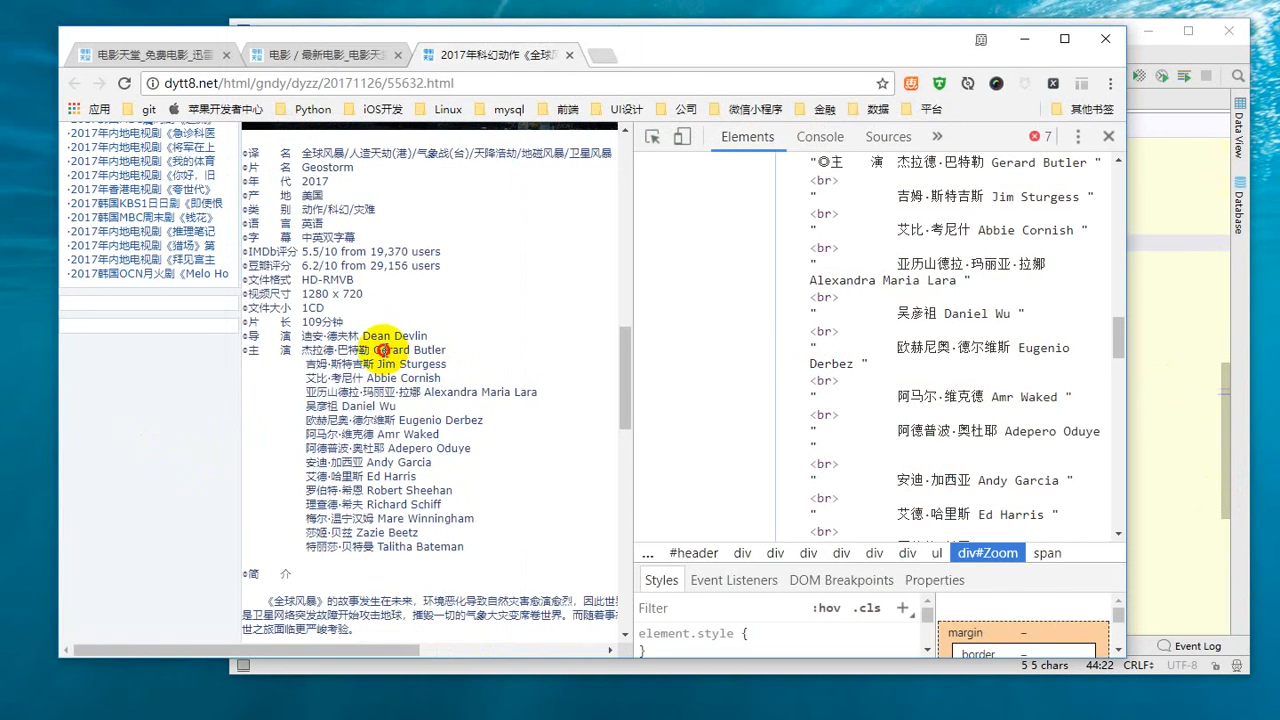 电影天堂_免费电影_迅雷
电影 / 最新电影_电影天
2017年科幻动作《全球风
dytt8.net/html/gndy/dyzz/20171126/55632.html
应用 git 苹果开发者中心 Python iOS开发 Linux mysql 前端 UI设计 公司 微信小程序 金融 数据 平台 其他书签
·2017年内地电视剧《急诊科医
·2017年内地电视剧《将军在上
·2017年内地电视剧《我的体育
·2017年内地电视剧《你好，旧
·2017年香港电视剧《夸世代》
·2017韩国KBS1日日剧《即使恨
·2017韩国MBC周末剧《钱花》
·2017年内地电视剧《推理笔记
·2017年内地电视剧《猎场》第
·2017年内地电视剧《拜见宫主
·2017韩国OCN月火剧《Melo Ho
◎译　　名 全球风暴/人造天劫(港)/气象战(台)/天降浩劫/地磁风暴/卫星风暴
◎片　　名 Geostorm
◎年　　代 2017
◎产　　地 美国
◎类　　别 动作/科幻/灾难
◎语　　言 英语
◎字　　幕 中英双字幕
◎IMDb评分 5.5/10 from 19,370 users
◎豆瓣评分 6.2/10 from 29,156 users
◎文件格式 HD-RMVB
◎视频尺寸 1280 x 720
◎文件大小 1CD
◎片　　长 109分钟
◎导　　演 迪安·德夫林 Dean Devlin
◎主　　演 杰拉德·巴特勒 Gerard Butler
吉姆·斯特吉斯 Jim Sturgess
艾比·考尼什 Abbie Cornish
亚历山德拉·玛丽亚·拉娜 Alexandra Maria Lara
吴彦祖 Daniel Wu
欧赫尼奥·德尔维斯 Eugenio Derbez
阿马尔·维克德 Amr Waked
阿德普波·奥杜耶 Adepero Oduye
安迪·加西亚 Andy Garcia
艾德·哈里斯 Ed Harris
罗伯特·希恩 Robert Sheehan
理查德·希夫 Richard Schiff
梅尔·温宁汉姆 Mare Winningham
莎姬·贝兹 Zazie Beetz
特丽莎·贝特曼 Talitha Bateman
◎简　　介
《全球风暴》的故事发生在未来，环境恶化导致自然灾害愈演愈烈，因此世
是卫星网络突发故障开始攻击地球，摧毁一切的气象大灾变席卷世界。而随着事
世之旅面临更严峻考验。
Elements Console Sources » 7
"◎主　　演 杰拉德·巴特勒 Gerard Butler "
<br>
" 吉姆·斯特吉斯 Jim Sturgess "
<br>
" 艾比·考尼什 Abbie Cornish "
<br>
" 亚历山德拉·玛丽亚·拉娜
Alexandra Maria Lara "
<br>
" 吴彦祖 Daniel Wu "
<br>
" 欧赫尼奥·德尔维斯 Eugenio
Derbez "
<br>
" 阿马尔·维克德 Amr Waked "
<br>
" 阿德普波·奥杜耶 Adepero Oduye
"
<br>
" 安迪·加西亚 Andy Garcia "
<br>
" 艾德·哈里斯 Ed Harris "
<br>
... #header div div div div div ul div#Zoom span
Styles Event Listeners DOM Breakpoints Properties
Filter :hov .cls +
element.style {
}
margin –
border –
Data View
Database
Event Log
5 5 chars 44:22 CRLF UTF-8